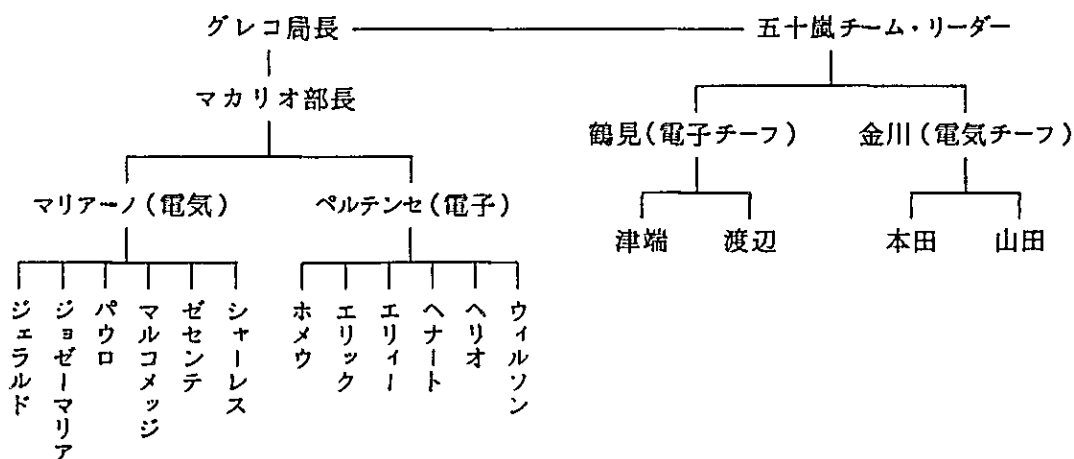 グレコ局長 五十嵐チーム・リーダー
マカリオ部長
鶴見(電子チーフ) 金川(電気チーフ)
マリアーノ(電気) ペルテンセ(電子)
津端 渡辺 本田 山田
ジェラルド
ジョゼーマリア
パウロ
マルコメッジ
ゼセンテ
シャーレス
ホメウ
エリック
エリィー
ヘナート
ヘリオ
ウィルソン